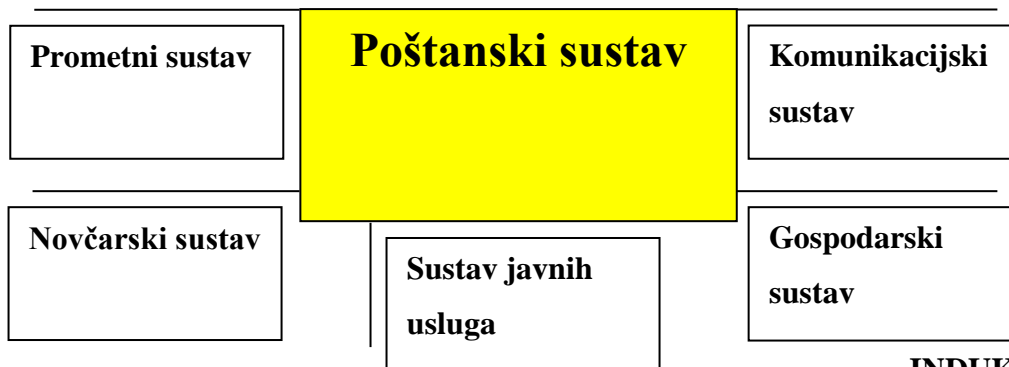 Prometni sustav
Poštanski sustav
Komunikacijski
sustav
Novčarski sustav
Sustav javnih
usluga
Gospodarski
sustav